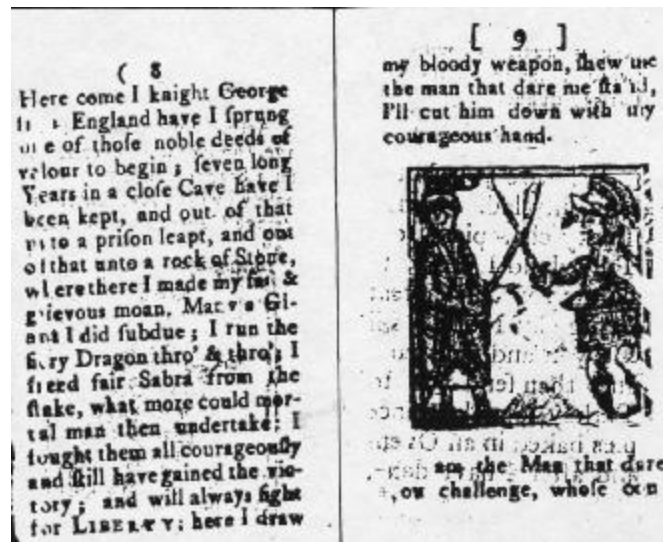 ( 8
Here come I knight George
England have I ſprung
of thoſe noble deeds of
valour to begin; ſeven long
Years in a cloſe Cave have I
been kept, and out of that
into a priſon leapt, and out
of that unto a rock of Stone,
where there I made my ſad &
grievous moan. Many a Gi-
ant I did ſubdue; I run the
fiery Dragon thro' & thro'; I
freed fair Sabra from the
ſtake, what more could mor-
tal man then undertake; I
fought them all courageouſly
and ſtill have gained the vic-
tory; and will always fight
for LIBERTY; here I draw
[ 9 ]
my bloody weapon, ſhew me
the man that dare me ſtand,
I'll cut him down with my
courageous hand.
am the Man that dare
challenge, whoſe